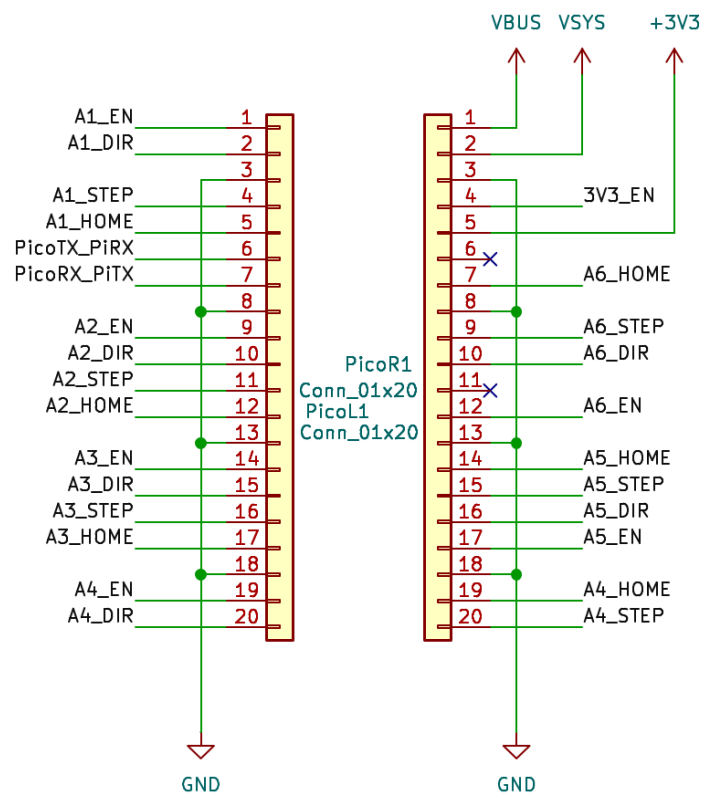 VBUS VSYS +3V3
A1_EN 1 1
A1_DIR 2 2
3 3
A1_STEP 4 4 3V3_EN
A1_HOME 5 5
PicoTX_PiRX 6 6
PicoRX_PiTX 7 7 A6_HOME
8 8
A2_EN 9 9 A6_STEP
A2_DIR 10 PicoR1 10 A6_DIR
A2_STEP 11 Conn_01x20 11
A2_HOME 12 PicoL1 12 A6_EN
13 Conn_01x20 13
A3_EN 14 14 A5_HOME
A3_DIR 15 15 A5_STEP
A3_STEP 16 16 A5_DIR
A3_HOME 17 17 A5_EN
18 18
A4_EN 19 19 A4_HOME
A4_DIR 20 20 A4_STEP
GND GND